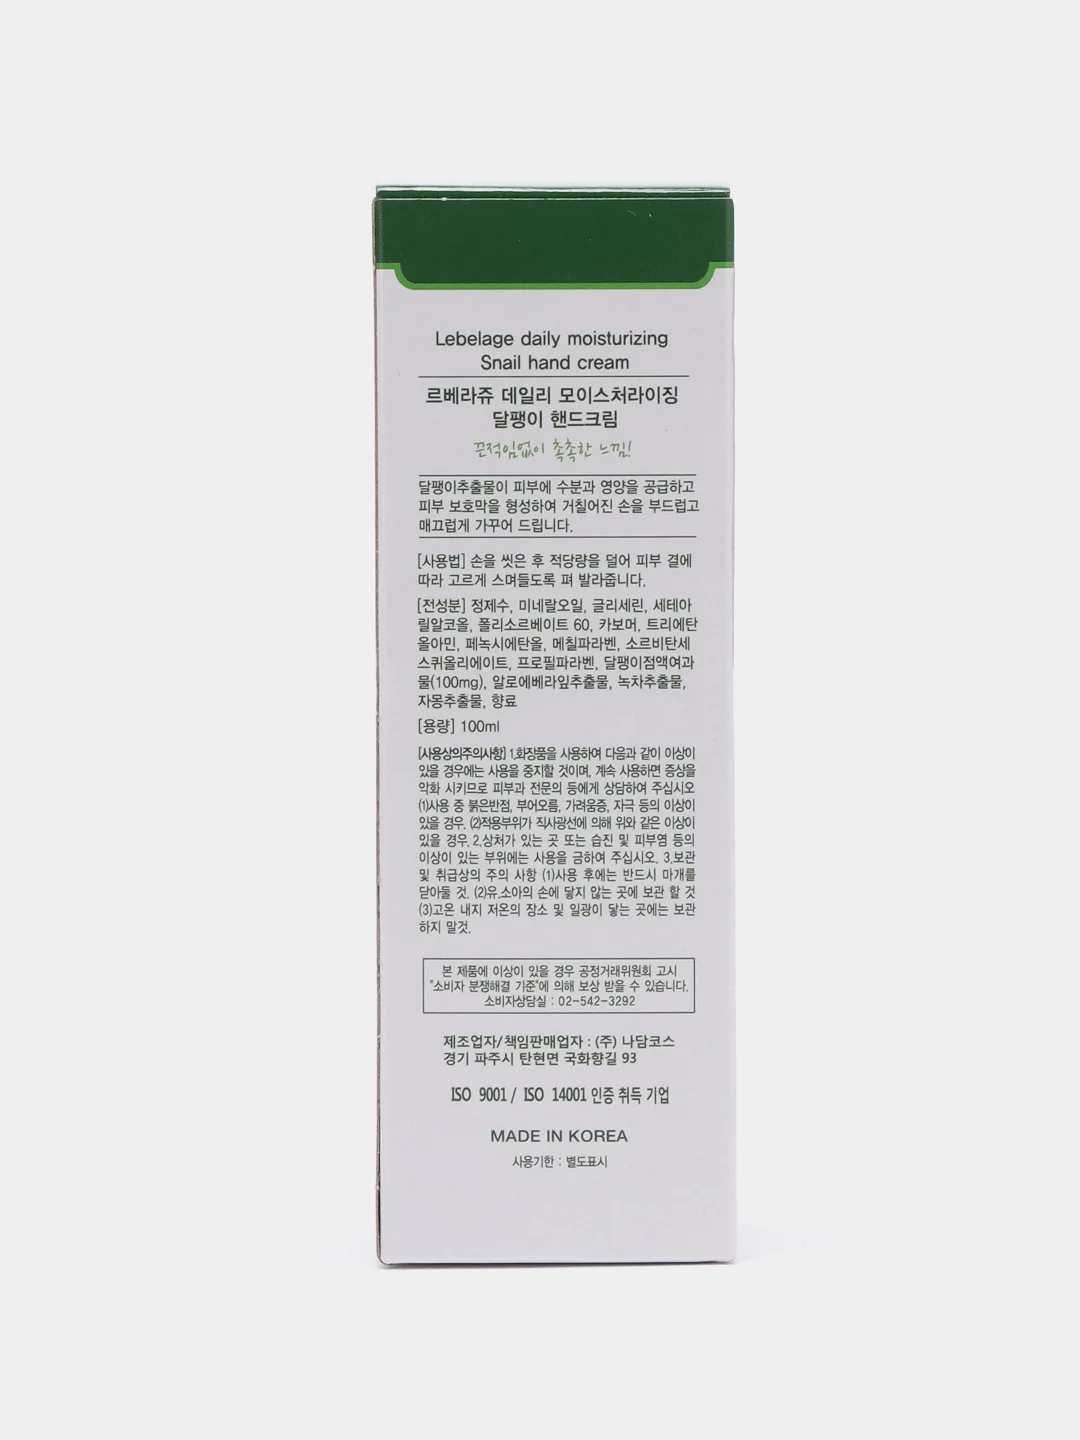 Lebelage daily moisturizing
Snail hand cream
르베라쥬 데일리 모이스처라이징
달팽이 핸드크림
끈적임없이 촉촉한 느낌!
달팽이추출물이 피부에 수분과 영양을 공급하고
피부 보호막을 형성하여 거칠어진 손을 부드럽고
매끄럽게 가꾸어 드립니다.
[사용법] 손을 씻은 후 적당량을 덜어 피부 결에
따라 고르게 스며들도록 펴 발라줍니다.
[전성분] 정제수, 미네랄오일, 글리세린, 세테아
릴알코올, 폴리소르베이트 60, 카보머, 트리에탄
올아민, 페녹시에탄올, 메칠파라벤, 소르비탄세
스퀴올리에이트, 프로필파라벤, 달팽이점액여과
물(100mg), 알로에베라잎추출물, 녹차추출물,
자몽추출물, 향료
[용량] 100ml
[사용상의주의사항] 1.화장품을 사용하여 다음과 같이 이상이
있을 경우에는 사용을 중지할 것이며, 계속 사용하면 증상을
악화 시키므로 피부과 전문의 등에게 상담하여 주십시오
(1)사용 중 붉은반점, 부어오름, 가려움증, 자극 등의 이상이
있을 경우. (2)적용부위가 직사광선에 의해 위와 같은 이상이
있을 경우. 2.상처가 있는 곳 또는 습진 및 피부염 등의
이상이 있는 부위에는 사용을 금하여 주십시오. 3.보관
및 취급상의 주의 사항 (1)사용 후에는 반드시 마개를
닫아둘 것. (2)유.소아의 손에 닿지 않는 곳에 보관 할 것
(3)고온 내지 저온의 장소 및 일광이 닿는 곳에는 보관
하지 말것.
본 제품에 이상이 있을 경우 공정거래위원회 고시
"소비자 분쟁해결 기준"에 의해 보상 받을 수 있습니다.
소비자상담실 : 02-542-3292
제조업자/책임판매업자 : (주) 나담코스
경기 파주시 탄현면 국화향길 93
ISO 9001 / ISO 14001 인증 취득 기업
MADE IN KOREA
사용기한 : 별도표시